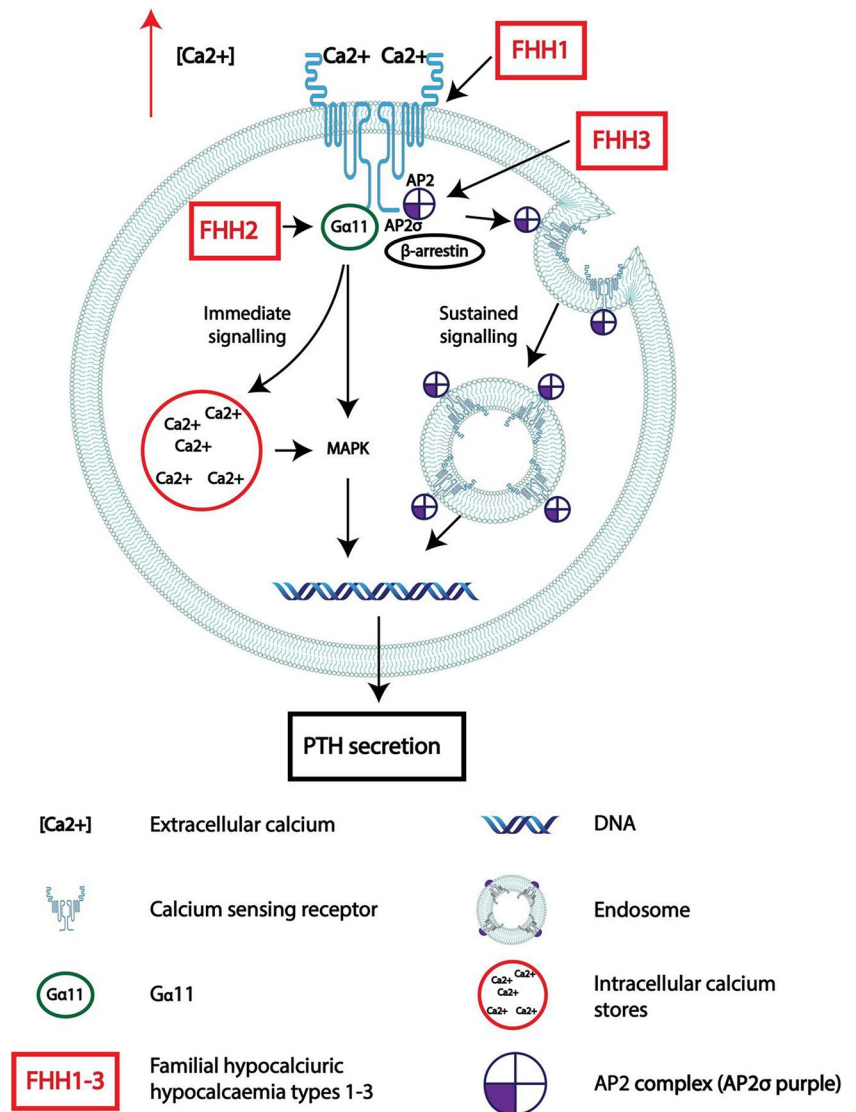 [Ca2+]
Ca2+ Ca2+
FHH1
FHH3
AP2
FHH2
Gα11
AP2σ
β-arrestin
Immediate
signalling
Sustained
signalling
Ca2+
Ca2+
Ca2+
Ca2+
Ca2+
MAPK
PTH secretion
[Ca2+]
Extracellular calcium
DNA
Calcium sensing receptor
Endosome
Gα11
Gα11
Ca2+
Ca2+
Ca2+
Ca2+
Ca2+
Intracellular calcium
stores
FHH1-3
Familial hypocalciuric
hypocalcaemia types 1-3
AP2 complex (AP2σ purple)